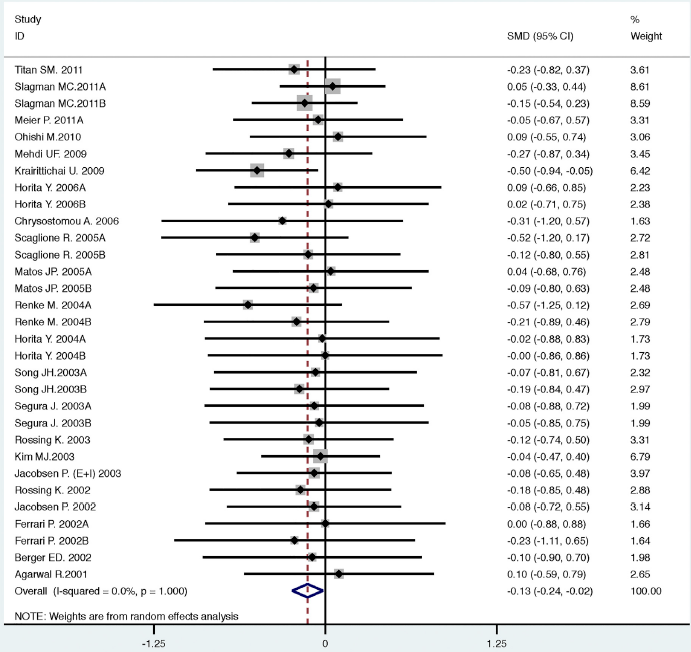 Study %
ID SMD (95% CI) Weight
Titan SM. 2011 -0.23 (-0.82, 0.37) 3.61
Slagman MC.2011A 0.05 (-0.33, 0.44) 8.61
Slagman MC.2011B -0.15 (-0.54, 0.23) 8.59
Meier P. 2011A -0.05 (-0.67, 0.57) 3.31
Ohishi M.2010 0.09 (-0.55, 0.74) 3.06
Mehdi UF. 2009 -0.27 (-0.87, 0.34) 3.45
Krairittichai U. 2009 -0.50 (-0.94, -0.05) 6.42
Horita Y. 2006A 0.09 (-0.66, 0.85) 2.23
Horita Y. 2006B 0.02 (-0.71, 0.75) 2.38
Chrysostomou A. 2006 -0.31 (-1.20, 0.57) 1.63
Scaglione R. 2005A -0.52 (-1.20, 0.17) 2.72
Scaglione R. 2005B -0.12 (-0.80, 0.55) 2.81
Matos JP. 2005A 0.04 (-0.68, 0.76) 2.48
Matos JP. 2005B -0.09 (-0.80, 0.63) 2.48
Renke M. 2004A -0.57 (-1.25, 0.12) 2.69
Renke M. 2004B -0.21 (-0.89, 0.46) 2.79
Horita Y. 2004A -0.02 (-0.88, 0.83) 1.73
Horita Y. 2004B -0.00 (-0.86, 0.86) 1.73
Song JH.2003A -0.07 (-0.81, 0.67) 2.32
Song JH.2003B -0.19 (-0.84, 0.47) 2.97
Segura J. 2003A -0.08 (-0.88, 0.72) 1.99
Segura J. 2003B -0.05 (-0.85, 0.75) 1.99
Rossing K. 2003 -0.12 (-0.74, 0.50) 3.31
Kim MJ.2003 -0.04 (-0.47, 0.40) 6.79
Jacobsen P. (E+I) 2003 -0.08 (-0.65, 0.48) 3.97
Rossing K. 2002 -0.18 (-0.85, 0.48) 2.88
Jacobsen P. 2002 -0.08 (-0.72, 0.55) 3.14
Ferrari P. 2002A 0.00 (-0.88, 0.88) 1.66
Ferrari P. 2002B -0.23 (-1.11, 0.65) 1.64
Berger ED. 2002 -0.10 (-0.90, 0.70) 1.98
Agarwal R.2001 0.10 (-0.59, 0.79) 2.65
Overall (I-squared = 0.0%, p = 1.000) -0.13 (-0.24, -0.02) 100.00
NOTE: Weights are from random effects analysis
-1.25 0 1.25